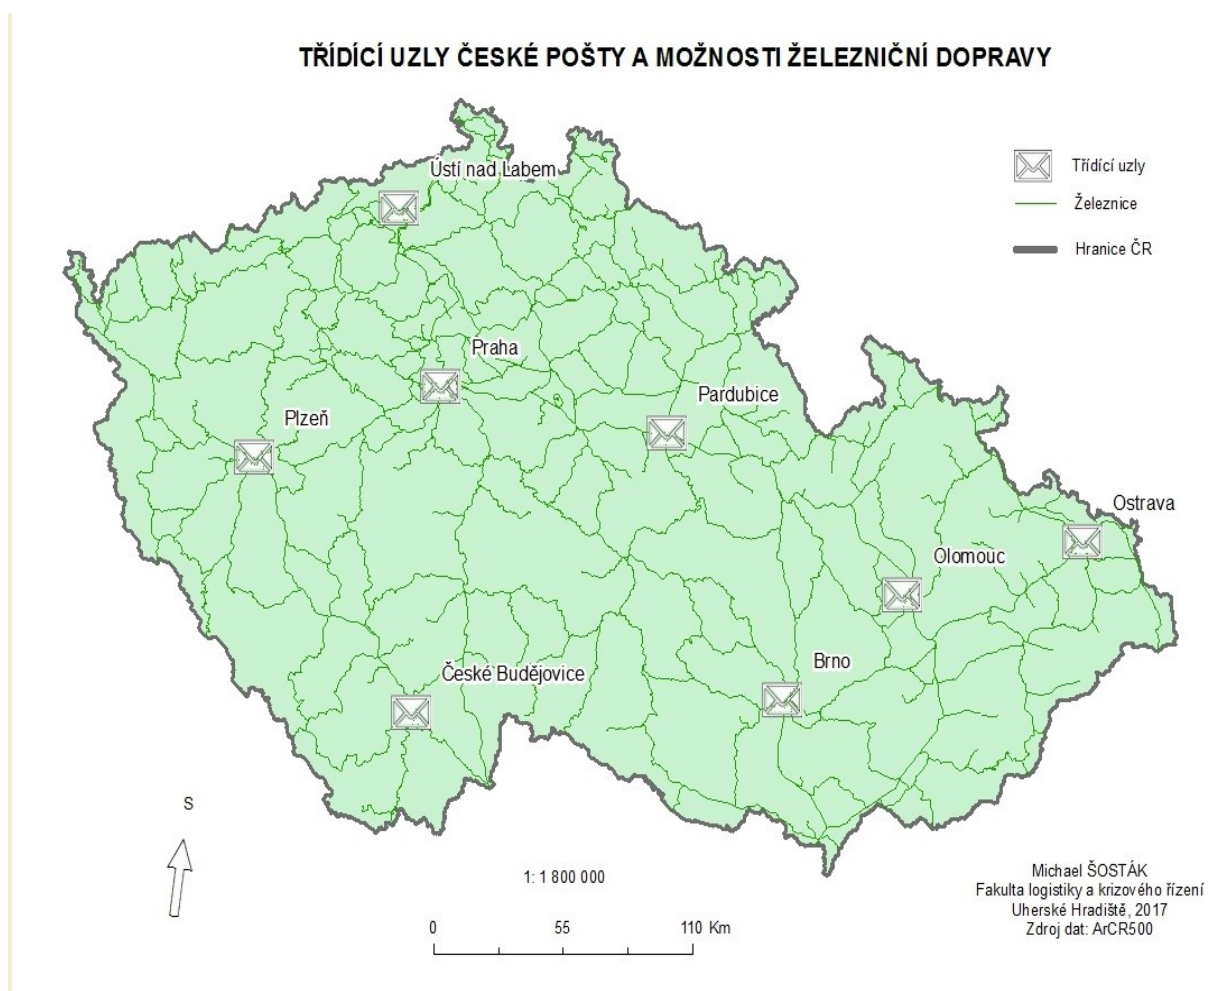 TŘÍDÍCÍ UZLY ČESKÉ POŠTY A MOŽNOSTI ŽELEZNIČNÍ DOPRAVY
Ústí nad Labem
Třídící uzly
Železnice
Hranice ČR
Praha
Pardubice
Plzeň
Ostrava
Olomouc
Brno
České Budějovice
S
1: 1 800 000
0 55 110 Km
Michael ŠOSTÁK
Fakulta logistiky a krizového řízení
Uherské Hradiště, 2017
Zdroj dat: ArCR500